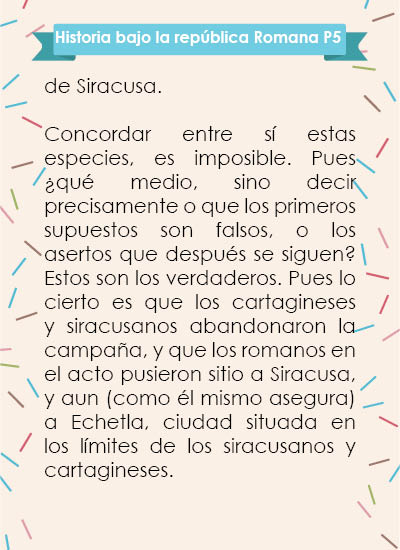 Historia bajo la república Romana P5
de Siracusa.
Concordar entre sí estas
especies, es imposible. Pues
¿qué medio, sino decir
precisamente o que los primeros
supuestos son falsos, o los
asertos que después se siguen?
Estos son los verdaderos. Pues lo
cierto es que los cartagineses
y siracusanos abandonaron la
campaña, y que los romanos en
el acto pusieron sitio a Siracusa,
y aun (como él mismo asegura)
a Echetla, ciudad situada en
los límites de los siracusanos y
cartagineses.